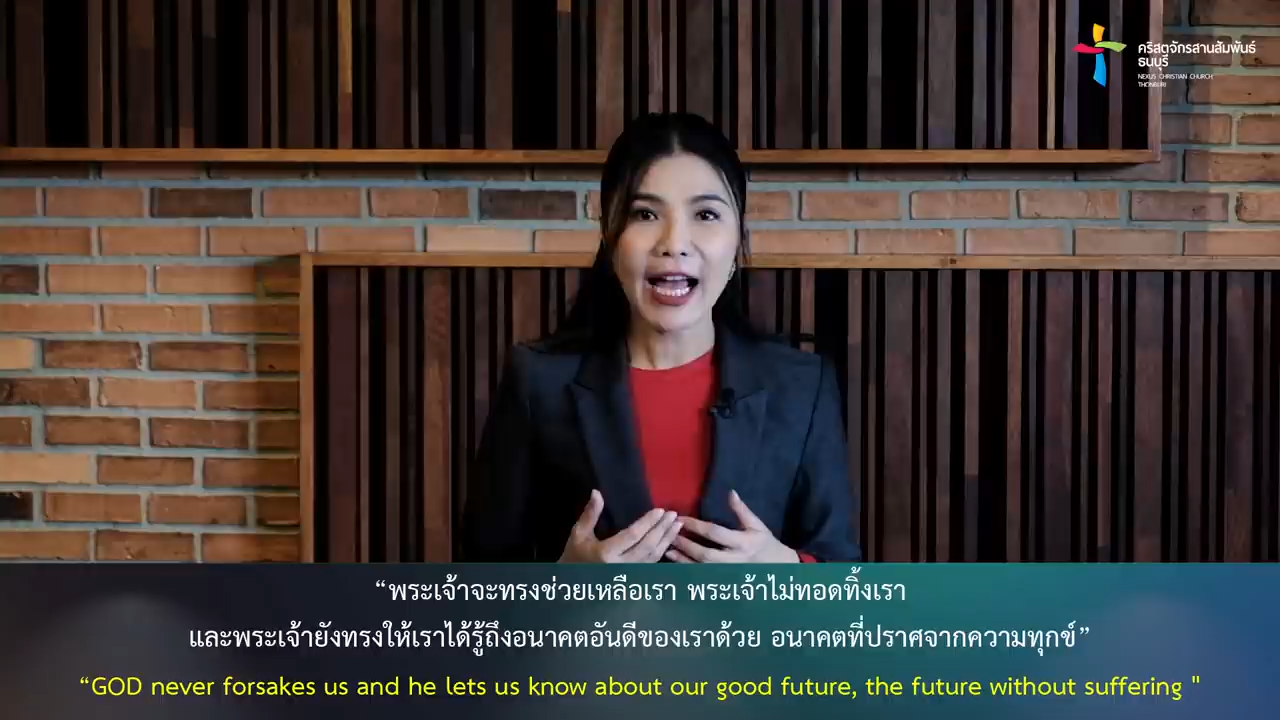 คริสตจักรสานสัมพันธ์
ธนบุรี
NEXUS CHRISTIAN CHURCH
THONBURI
“พระเจ้าจะทรงช่วยเหลือเรา พระเจ้าไม่ทอดทิ้งเรา
และพระเจ้ายังทรงให้เราได้รู้ถึงอนาคตอันดีของเราด้วย อนาคตที่ปราศจากความทุกข์”
“GOD never forsakes us and he lets us know about our good future, the future without suffering "